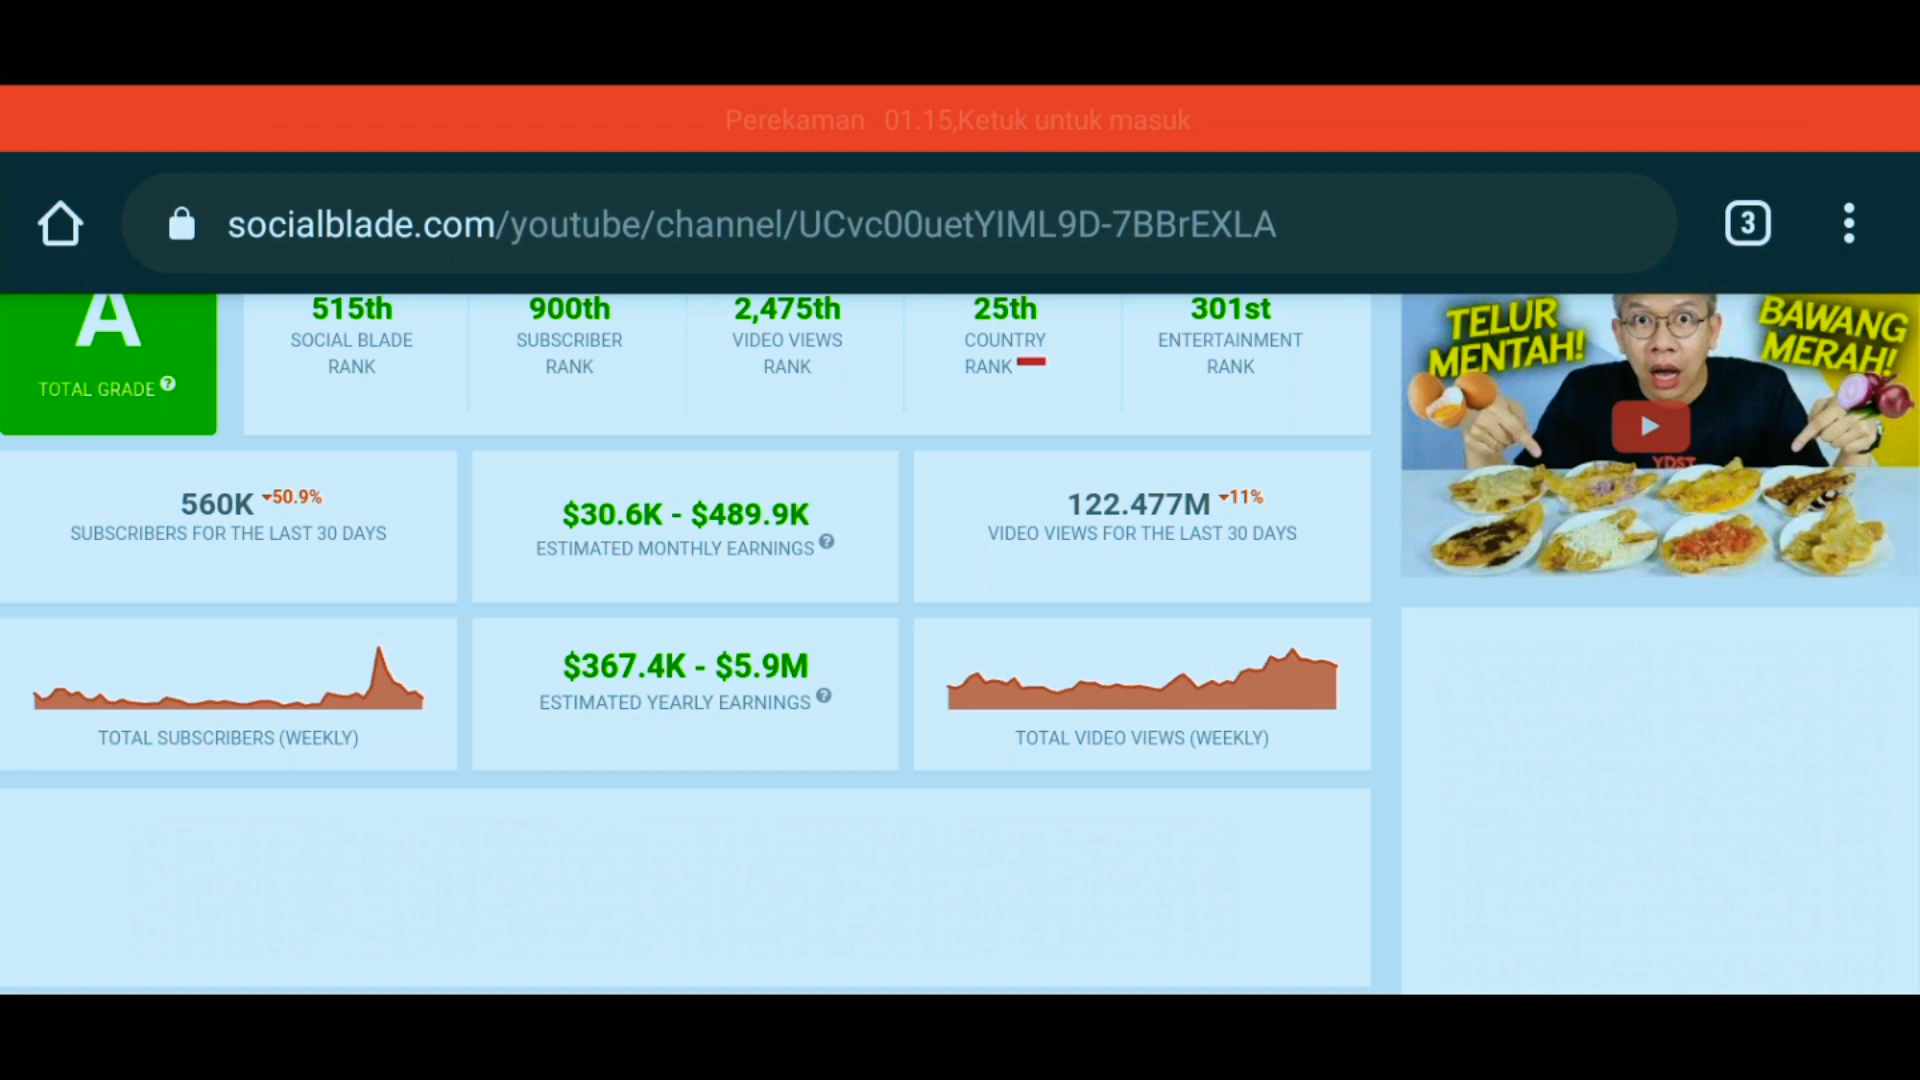 Perekaman 01.15,Ketuk untuk masuk
socialblade.com/youtube/channel/UCvc00uetYIML9D-7BBrEXLA
3
A
TOTAL GRADE
515th
SOCIAL BLADE
RANK
900th
SUBSCRIBER
RANK
2,475th
VIDEO VIEWS
RANK
25th
COUNTRY
RANK
301st
ENTERTAINMENT
RANK
TELUR
MENTAH!
BAWANG
MERAH!
YDST
560K 50.9%
SUBSCRIBERS FOR THE LAST 30 DAYS
$30.6K - $489.9K
ESTIMATED MONTHLY EARNINGS
122.477M 11%
VIDEO VIEWS FOR THE LAST 30 DAYS
TOTAL SUBSCRIBERS (WEEKLY)
$367.4K - $5.9M
ESTIMATED YEARLY EARNINGS
TOTAL VIDEO VIEWS (WEEKLY)